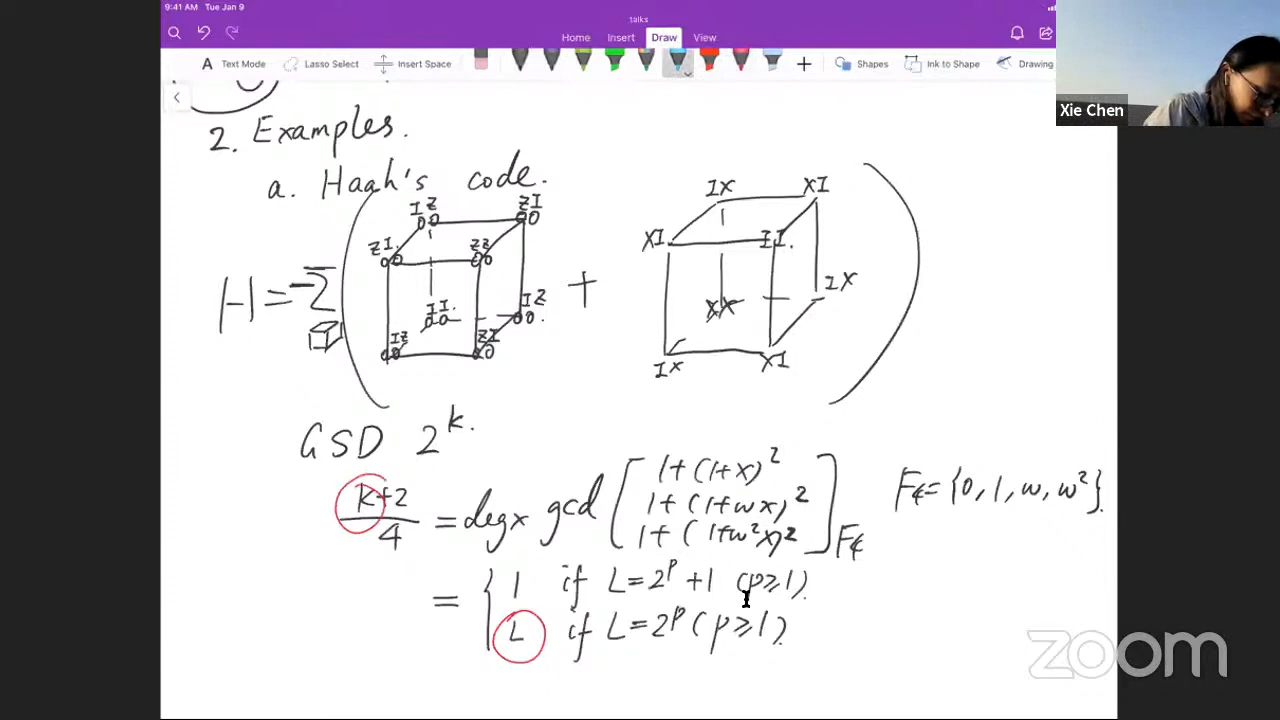 9:41 AM Tue Jan 9
talks
Home Insert Draw View
Text Mode Lasso Select Insert Space Shapes Ink to Shape Drawing
Xie Chen
2. Examples.
a. Haah's code.
IZ ZI IX XI
ZI. ZZ XI II.
H = -Σ ( + )
II. IZ XX IX
IZ ZI IX XI
GSD 2^k.
(k+2)/4 = deg x gcd [ 1+(1+x)^2
1+(1+wx)^2
1+(1+w^2x)^2 ]_F4 F4={0,1,w,w^2}.
= { 1 if L=2^p+1 (p≥1).
L if L=2^p (p≥1).
zoom